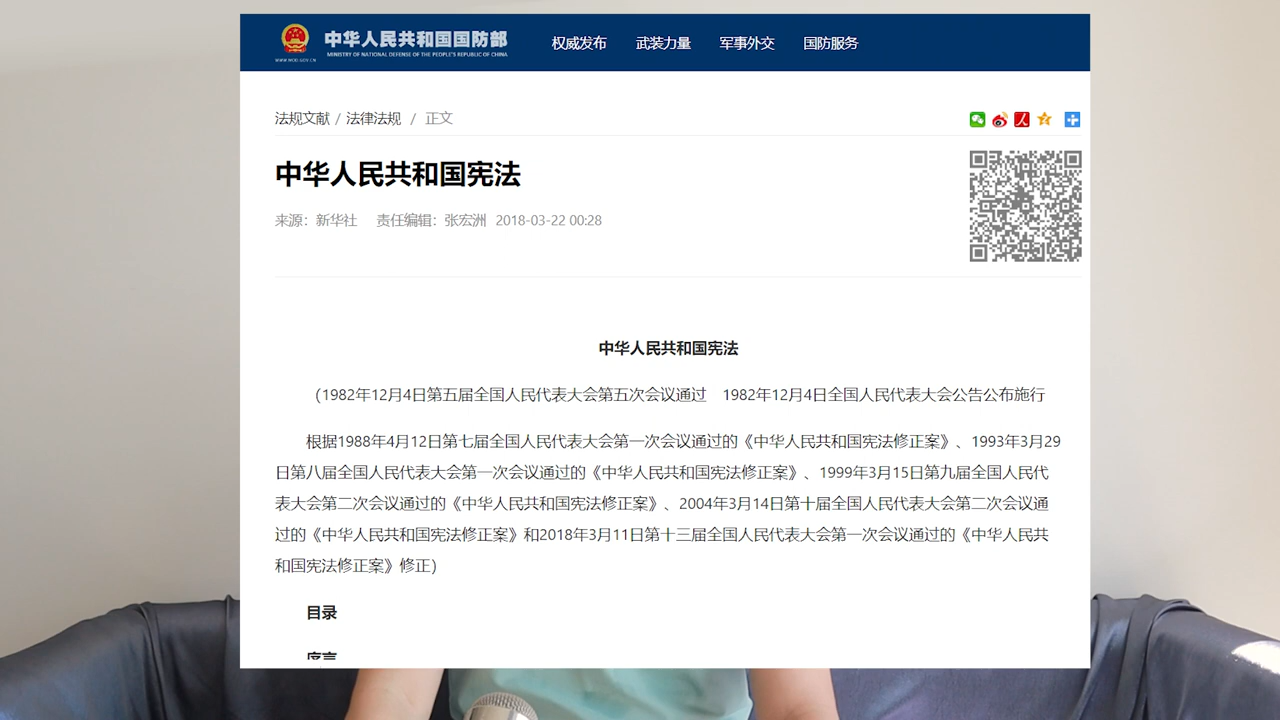 中华人民共和国国防部
MINISTRY OF NATIONAL DEFENSE OF THE PEOPLE'S REPUBLIC OF CHINA
WWW.MOD.GOV.CN
权威发布 武装力量 军事外交 国防服务
法规文献 / 法律法规 / 正文
中华人民共和国宪法
来源：新华社 责任编辑：张宏洲 2018-03-22 00:28
中华人民共和国宪法
（1982年12月4日第五届全国人民代表大会第五次会议通过 1982年12月4日全国人民代表大会公告公布施行
根据1988年4月12日第七届全国人民代表大会第一次会议通过的《中华人民共和国宪法修正案》、1993年3月29
日第八届全国人民代表大会第一次会议通过的《中华人民共和国宪法修正案》、1999年3月15日第九届全国人民代
表大会第二次会议通过的《中华人民共和国宪法修正案》、2004年3月14日第十届全国人民代表大会第二次会议通
过的《中华人民共和国宪法修正案》和2018年3月11日第十三届全国人民代表大会第一次会议通过的《中华人民共
和国宪法修正案》修正）
目录
序言